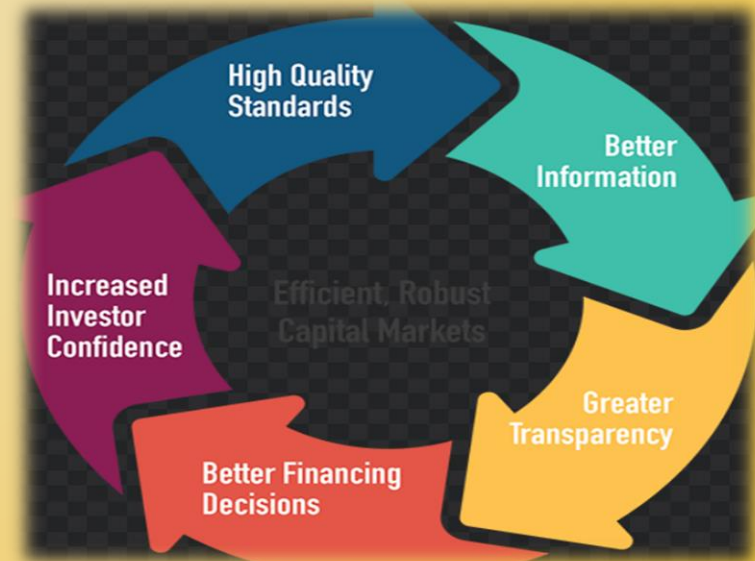 High Quality
Standards
Better
Information
Greater
Transparency
Better Financing
Decisions
Increased
Investor
Confidence
Efficient, Robust
Capital Markets